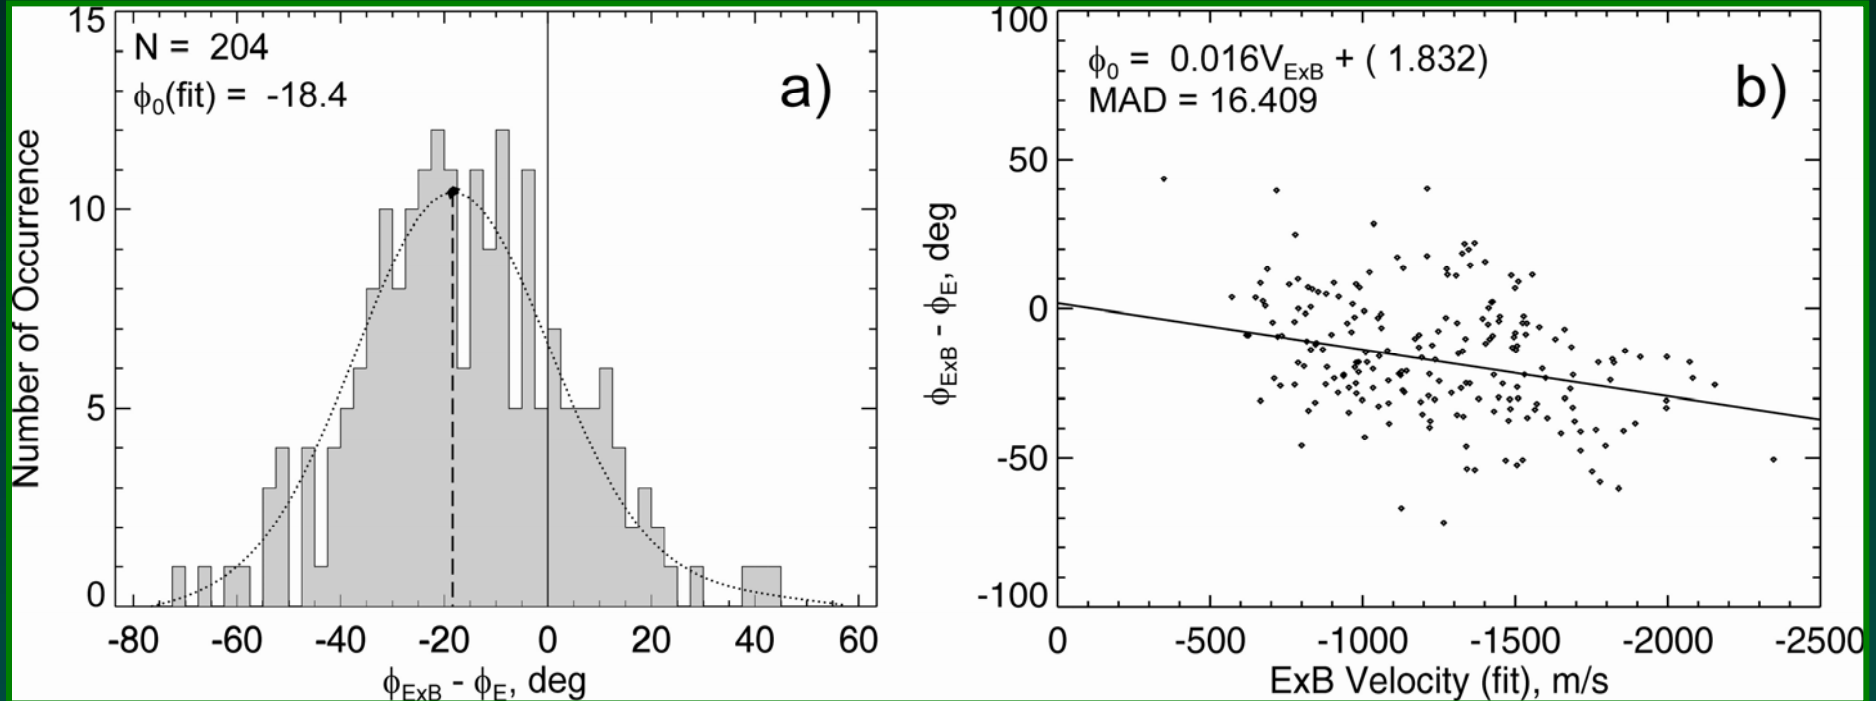 15
10
5
0
Number of Occurrence
N = 204
ϕ₀(fit) = -18.4
a)
-80 -60 -40 -20 0 20 40 60
ϕExB - ϕE, deg
100
50
0
-50
-100
ϕExB - ϕE, deg
ϕ₀ = 0.016VExB + ( 1.832)
MAD = 16.409
b)
0 -500 -1000 -1500 -2000 -2500
ExB Velocity (fit), m/s